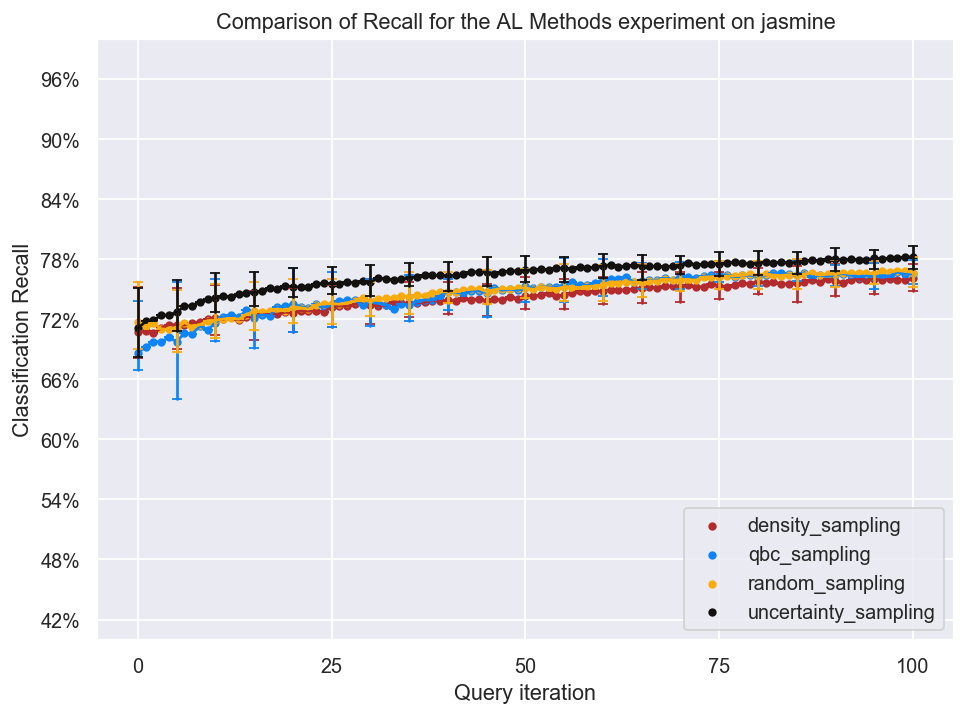 Comparison of Recall for the AL Methods experiment on jasmine
Classification Recall
96%
90%
84%
78%
72%
66%
60%
54%
48%
42%
density_sampling
qbc_sampling
random_sampling
uncertainty_sampling
0 25 50 75 100
Query iteration